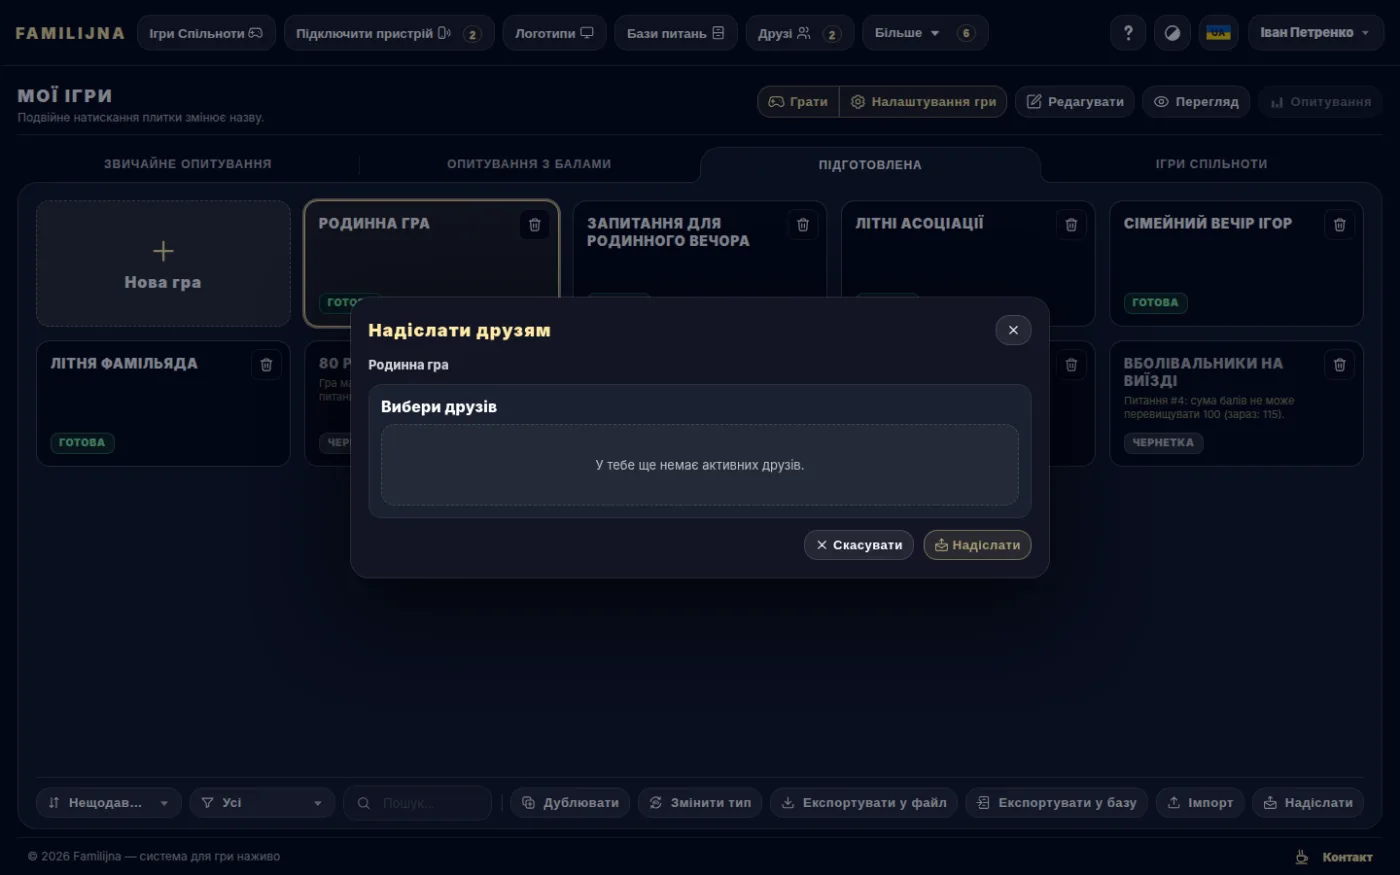 FAMILIJNA
Ігри Спільноти
Підключити пристрій 2
Логотипи
Бази питань
Друзі 2
Більше 6
?
UA
Іван Петренко
МОЇ ІГРИ
Подвійне натискання плитки змінює назву.
Грати
Налаштування гри
Редагувати
Перегляд
Опитування
ЗВИЧАЙНЕ ОПИТУВАННЯ
ОПИТУВАННЯ З БАЛАМИ
ПІДГОТОВЛЕНА
ІГРИ СПІЛЬНОТИ
Нова гра
РОДИННА ГРА
ЗАПИТАННЯ ДЛЯ
РОДИННОГО ВЕЧОРА
ЛІТНІ АСОЦІАЦІЇ
СІМЕЙНИЙ ВЕЧІР ІГОР
ГОТОВА
ЛІТНЯ ФАМІЛЬЯДА
ГОТОВА
80 Р
ВБОЛІВАЛЬНИКИ НА
ВИЇЗДІ
Питання #4: сума балів не може
перевищувати 100 (зараз: 115).
ЧЕРНЕТКА
Надіслати друзям
Родинна гра
Вибери друзів
У тебе ще немає активних друзів.
Скасувати
Надіслати
Нещодав...
Усі
Пошук...
Дублювати
Змінити тип
Експортувати у файл
Експортувати у базу
Імпорт
Надіслати
© 2026 Familijna — система для гри наживо
Контакт